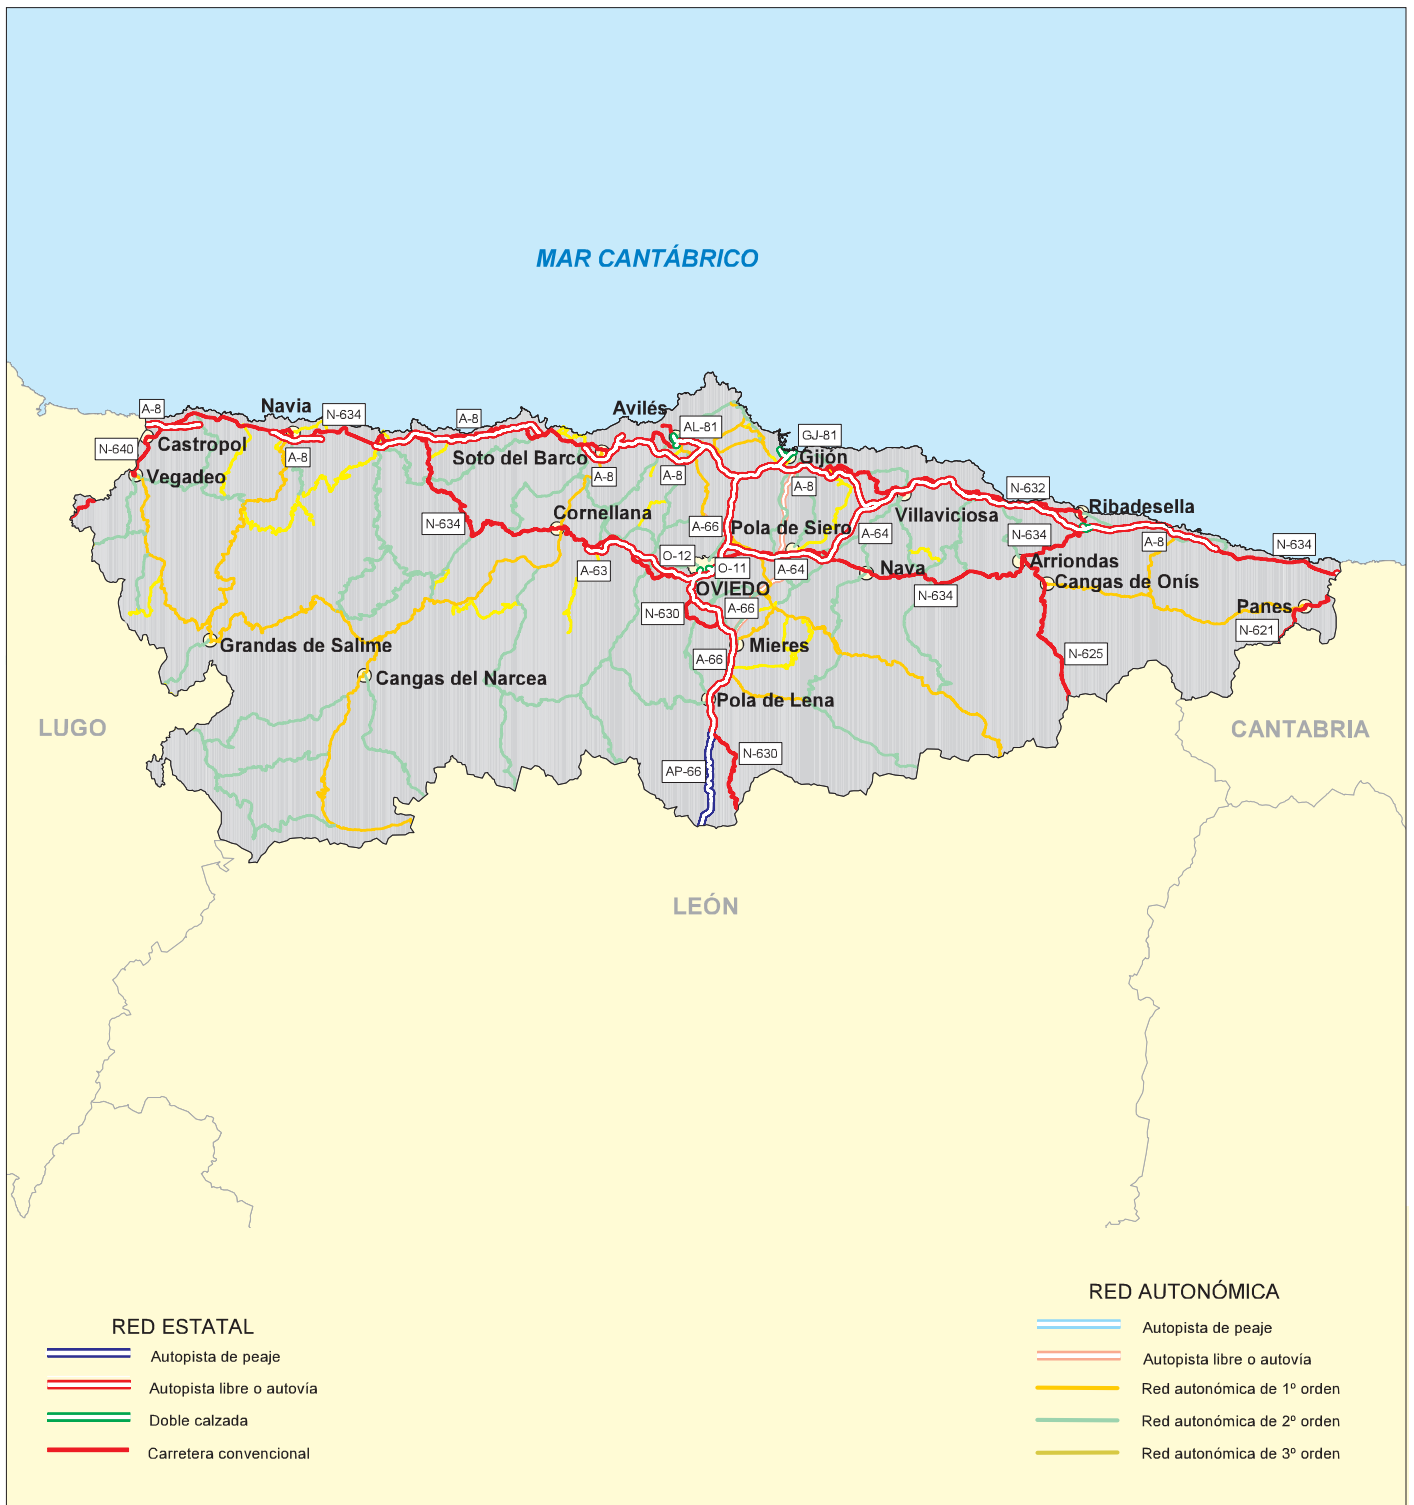 MAR CANTÁBRICO
A-8
Navia
N-634
A-8
Avilés
AL-81
GJ-81
N-640
Castropol
A-8
Soto del Barco
A-8
A-8
Gijón
A-8
Vegadeo
N-632
Ribadesella
Cornellana
N-634
A-66
Pola de Siero
A-64
Villaviciosa
N-634
A-8
N-634
O-12
A-63
O-11
A-64
Nava
Arriondas
OVIEDO
N-634
Cangas de Onís
N-630
A-66
Panes
N-621
Grandas de Salime
A-66
Mieres
N-625
Cangas del Narcea
Pola de Lena
LUGO
CANTABRIA
AP-66
N-630
LEÓN
RED ESTATAL
Autopista de peaje
Autopista libre o autovía
Doble calzada
Carretera convencional
RED AUTONÓMICA
Autopista de peaje
Autopista libre o autovía
Red autonómica de 1º orden
Red autonómica de 2º orden
Red autonómica de 3º orden